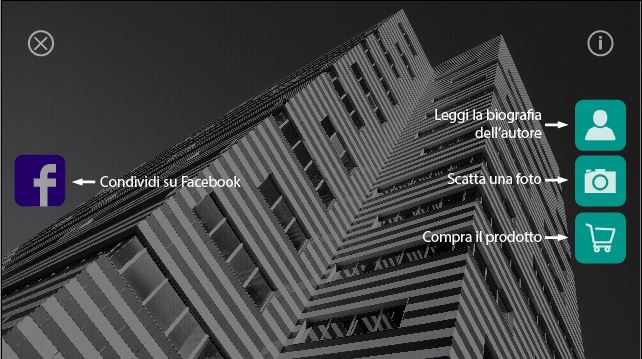 Leggi la biografia
dell'autore
Condividi su Facebook
Scatta una foto
Compra il prodotto